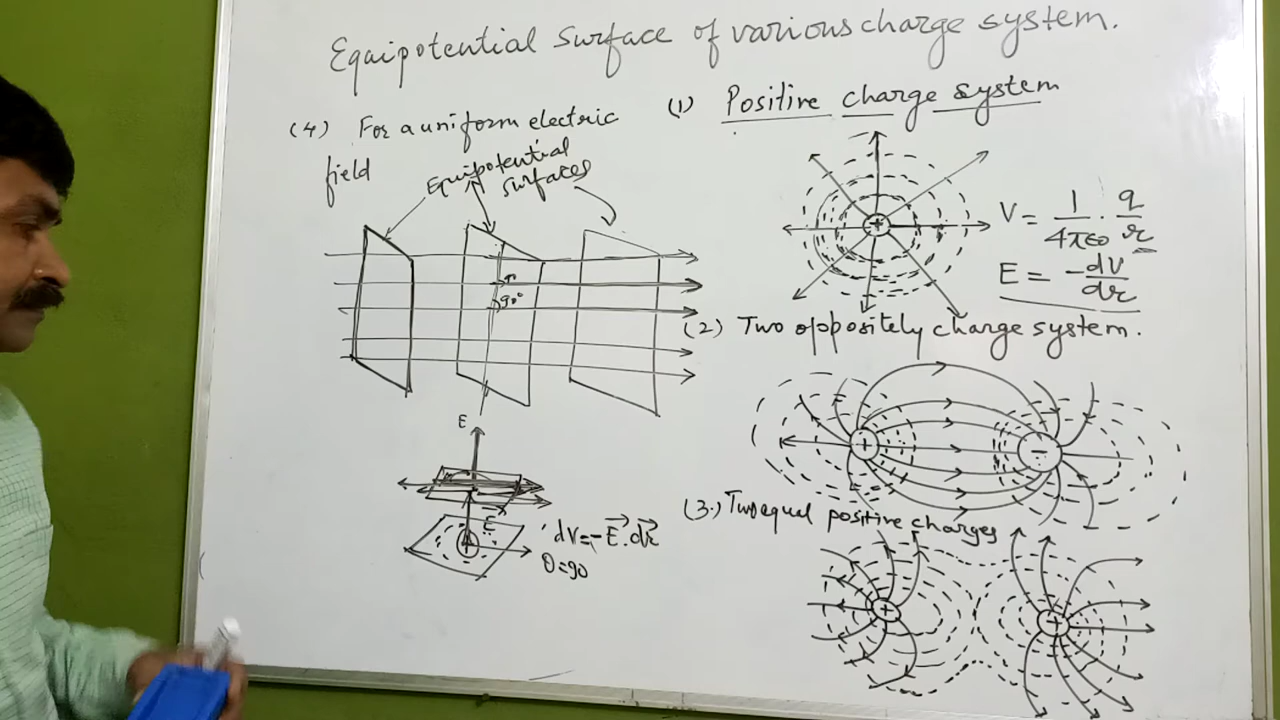 Equipotential Surface of various charge system.
(4) For a uniform electric
field
Equipotential
surfaces
90°
E
E
dV = -E⃗.dr⃗
θ=90
(1) Positive charge system
+
V = 1/4πε0 . q/r
E = -dV/dr
(2) Two oppositely charge system.
+ -
(3.) Two equal positive charges
+ +